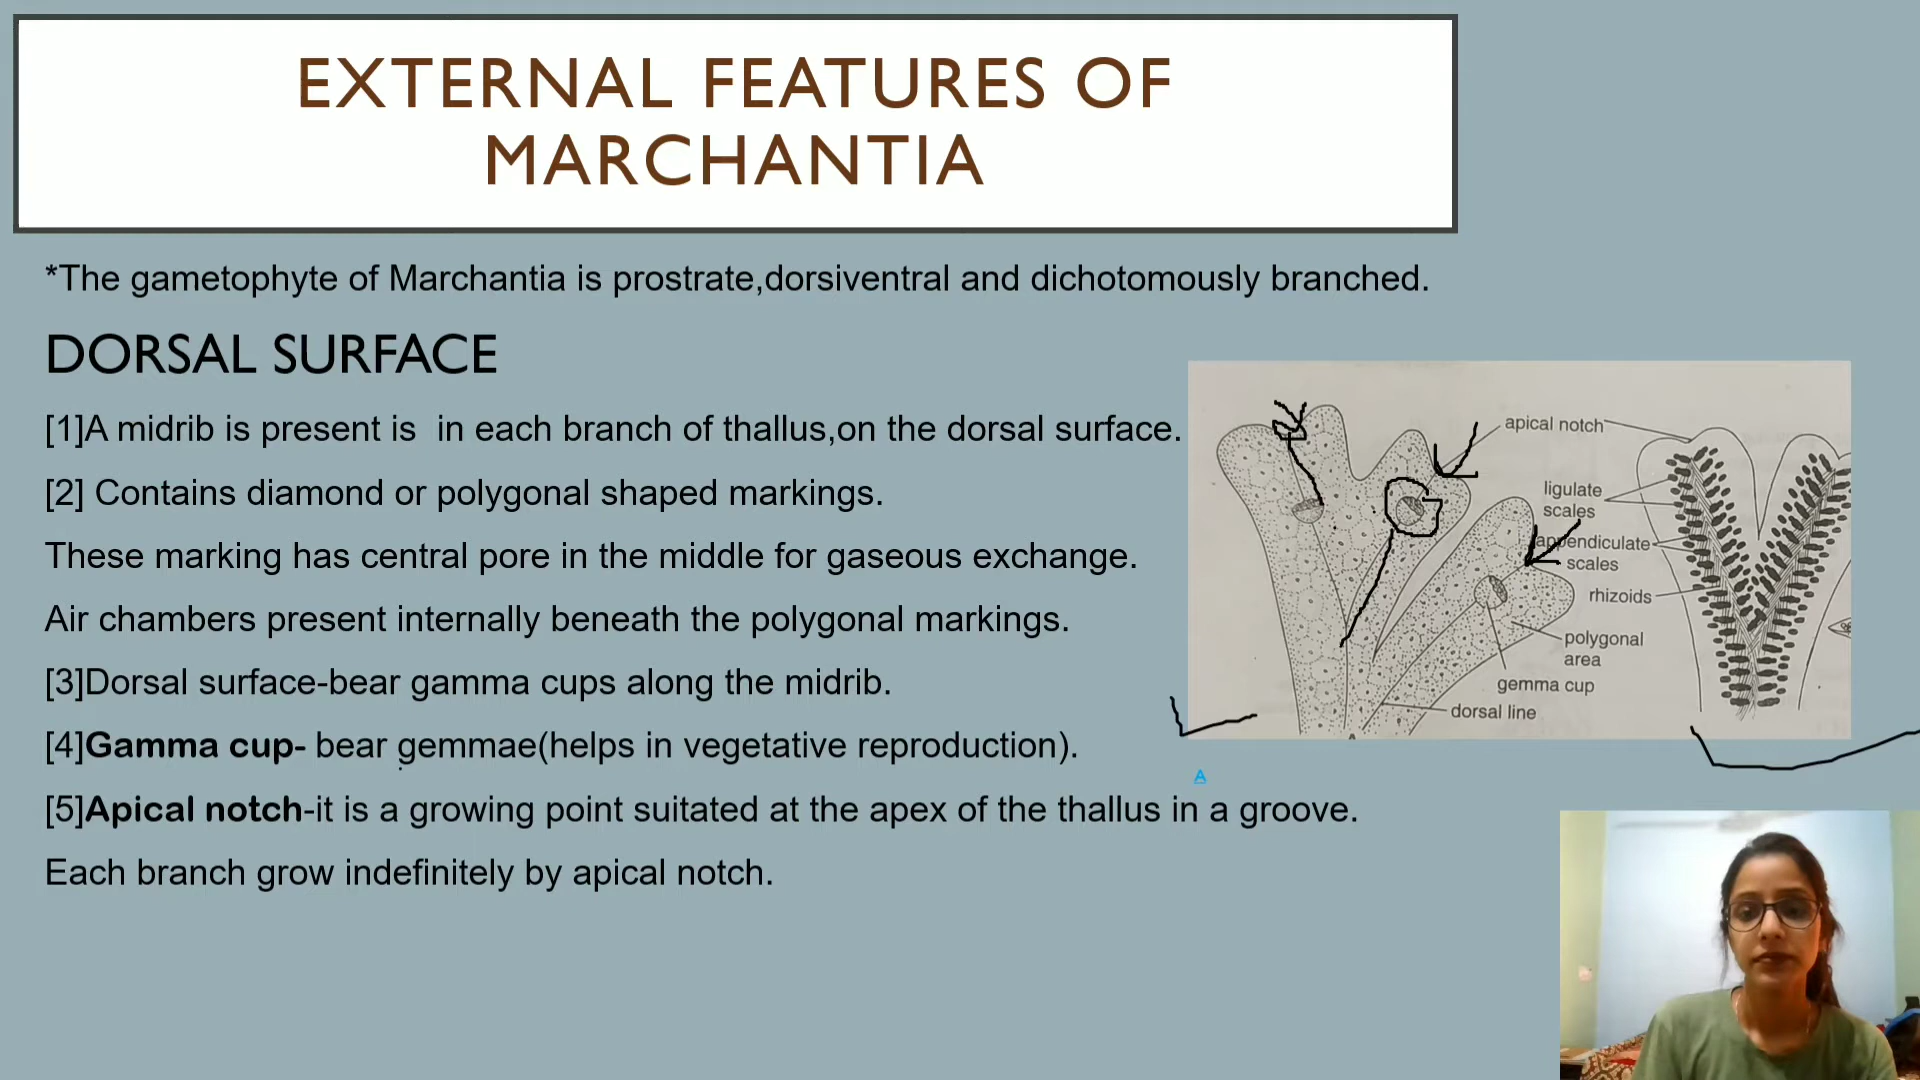 EXTERNAL FEATURES OF
MARCHANTIA
*The gametophyte of Marchantia is prostrate,dorsiventral and dichotomously branched.
DORSAL SURFACE
[1]A midrib is present is  in each branch of thallus,on the dorsal surface.
[2] Contains diamond or polygonal shaped markings.
These marking has central pore in the middle for gaseous exchange.
Air chambers present internally beneath the polygonal markings.
[3]Dorsal surface-bear gamma cups along the midrib.
[4]Gamma cup- bear gemmae(helps in vegetative reproduction).
[5]Apical notch-it is a growing point suitated at the apex of the thallus in a groove.
Each branch grow indefinitely by apical notch.
apical notch
ligulate
scales
appendiculate
scales
rhizoids
polygonal
area
gemma cup
dorsal line
A